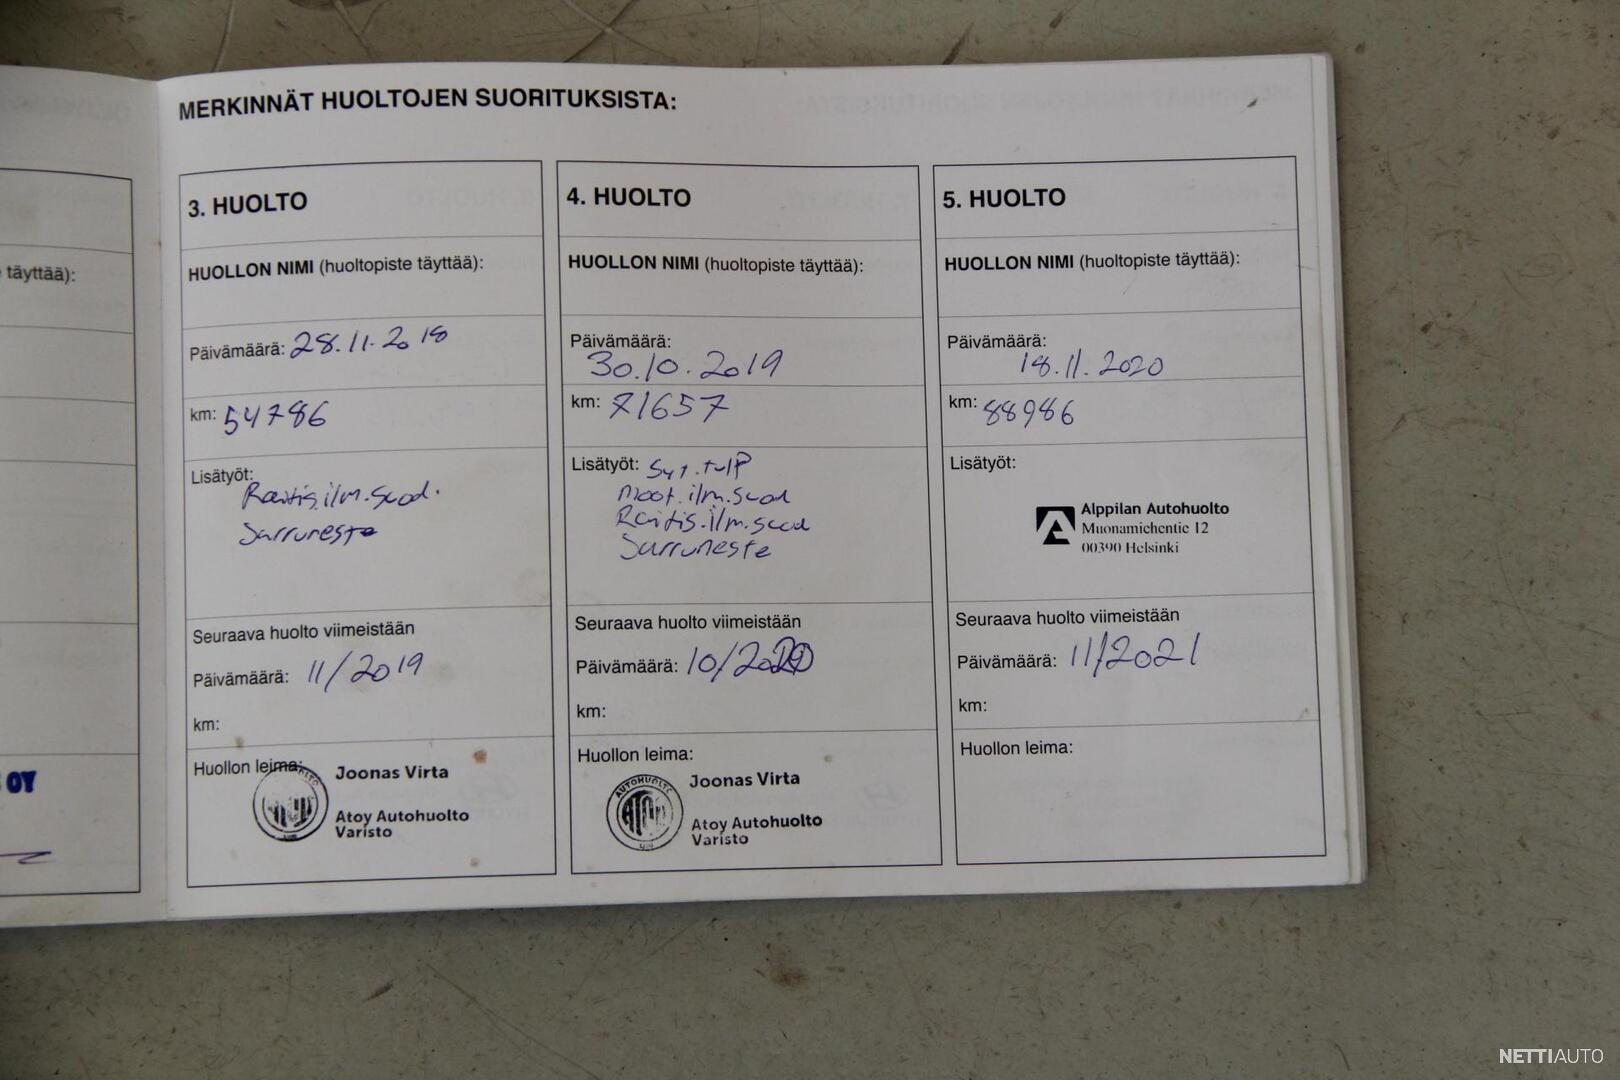 MERKINNÄT HUOLTOJEN SUORITUKSISTA:
täyttää):
OY
3. HUOLTO
HUOLLON NIMI (huoltopiste täyttää):
Päivämäärä: 28.11.2018
km: 54786
Lisätyöt:
Raitis.ilm.suod.
Jarruneste
Seuraava huolto viimeistään
Päivämäärä: 11/2019
km:
Huollon leima:
Joonas Virta
Atoy Autohuolto
Varisto
4. HUOLTO
HUOLLON NIMI (huoltopiste täyttää):
Päivämäärä:
30.10.2019
km: 71657
Lisätyöt: Syt.tulP
moot.ilm.suod
Raitis.ilm.suod
Jarruneste
Seuraava huolto viimeistään
Päivämäärä: 10/2020
km:
Huollon leima:
AUTOHUOLTO
ATOY
Joonas Virta
Atoy Autohuolto
Varisto
5. HUOLTO
HUOLLON NIMI (huoltopiste täyttää):
Päivämäärä:
18.11.2020
km: 88986
Lisätyöt:
Alppilan Autohuolto
Muonamiehentie 12
00390 Helsinki
Seuraava huolto viimeistään
Päivämäärä: 11/2021
km:
Huollon leima:
NETTIAUTO